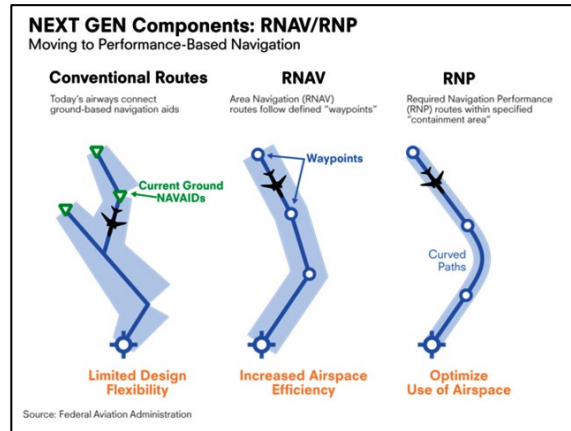 NEXT GEN Components: RNAV/RNP
Moving to Performance-Based Navigation
Conventional Routes
Today's airways connect
ground-based navigation aids
Current Ground
NAVAIDs
Limited Design
Flexibility
RNAV
Area Navigation (RNAV)
routes follow defined "waypoints"
Waypoints
Increased Airspace
Efficiency
RNP
Required Navigation Performance
(RNP) routes within specified
"containment area"
Curved
Paths
Optimize
Use of Airspace
Source: Federal Aviation Administration